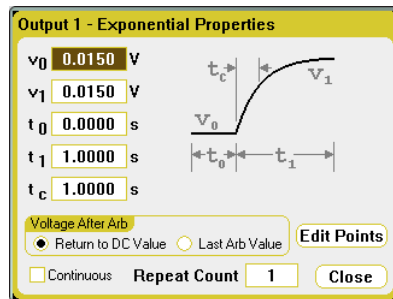 Output 1 - Exponential Properties
v0 0.0150 V
v1 0.0150 V
t0 0.0000 s
t1 1.0000 s
tc 1.0000 s
tc
V1
V0
t0 t1
Voltage After Arb
Return to DC Value Last Arb Value
Edit Points
Continuous Repeat Count 1 Close